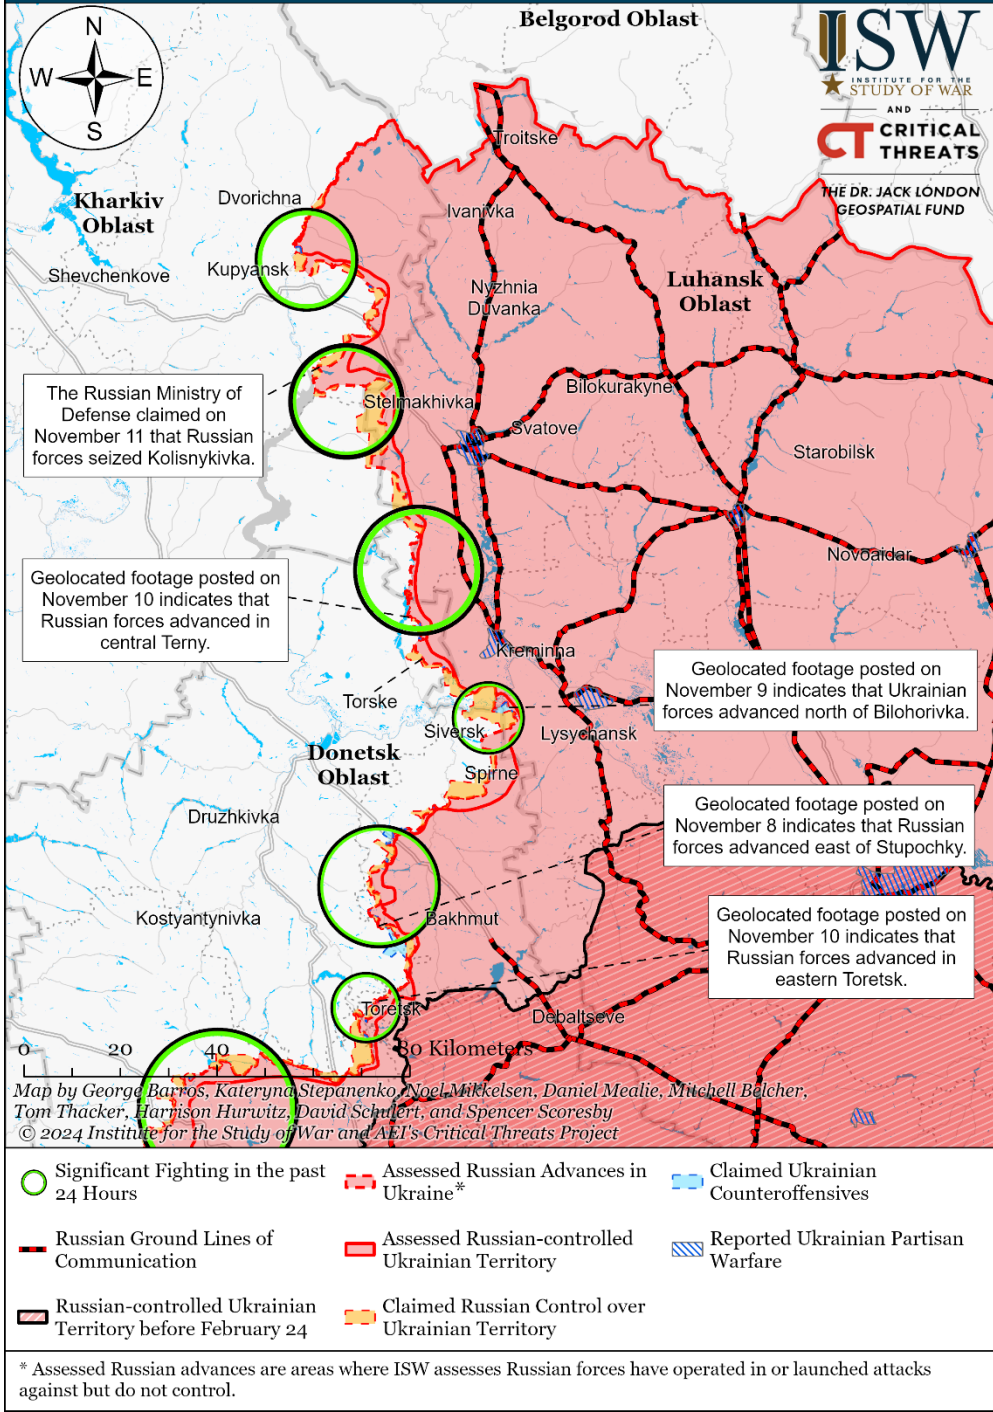 Belgorod Oblast
N
W
E
S
ISW
INSTITUTE FOR THE
STUDY OF WAR
AND
CT CRITICAL
THREATS
THE DR. JACK LONDON
GEOSPATIAL FUND
Troitske
Dvorichna
Kharkiv
Oblast
Ivanivka
Shevchenkove
Kupyansk
Luhansk
Oblast
Nyzhnia
Duvanka
The Russian Ministry of
Defense claimed on
November 11 that Russian
forces seized Kolisnykivka.
Stelmakhivka
Bilokurakyne
Svatove
Starobilsk
Novoaidar
Geolocated footage posted on
November 10 indicates that
Russian forces advanced in
central Terny.
Kreminna
Geolocated footage posted on
November 9 indicates that Ukrainian
forces advanced north of Bilohorivka.
Torske
Siversk
Lysychansk
Donetsk
Oblast
Spirne
Druzhkivka
Geolocated footage posted on
November 8 indicates that Russian
forces advanced east of Stupochky.
Kostyantynivka
Bakhmut
Geolocated footage posted on
November 10 indicates that
Russian forces advanced in
eastern Toretsk.
Toretsk
Debaltseve
0 20 40 80 Kilometers
Map by George Barros, Kateryna Stepanenko, Noel Mikkelsen, Daniel Mealie, Mitchell Belcher,
Tom Thacker, Harrison Hurwitz, David Schulert, and Spencer Scoresby
© 2024 Institute for the Study of War and AEI's Critical Threats Project
Significant Fighting in the past
24 Hours
Assessed Russian Advances in
Ukraine*
Claimed Ukrainian
Counteroffensives
Russian Ground Lines of
Communication
Assessed Russian-controlled
Ukrainian Territory
Reported Ukrainian Partisan
Warfare
Russian-controlled Ukrainian
Territory before February 24
Claimed Russian Control over
Ukrainian Territory
* Assessed Russian advances are areas where ISW assesses Russian forces have operated in or launched attacks
against but do not control.